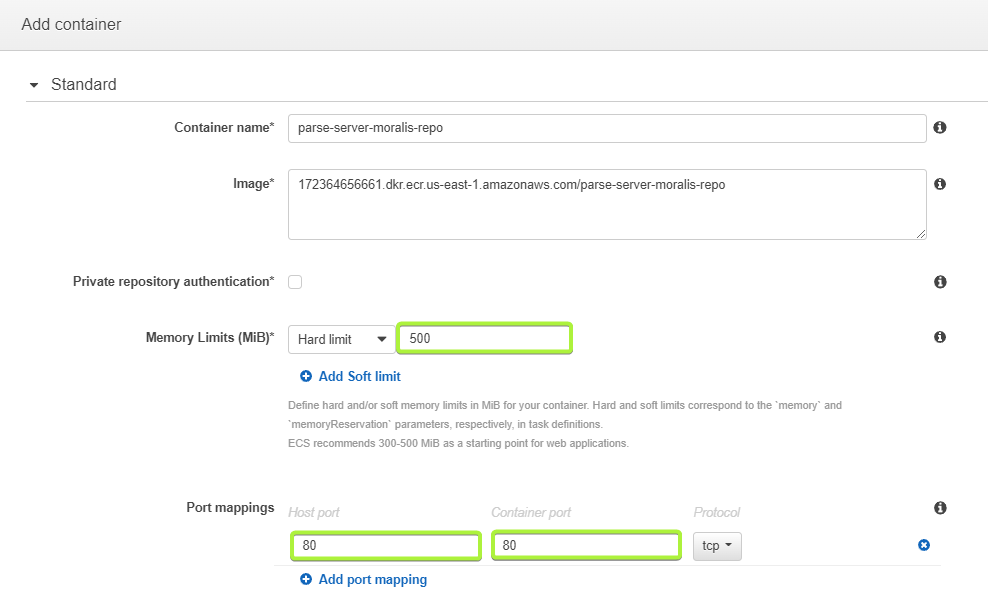 Add container
Standard
Container name*
parse-server-moralis-repo
Image*
172364656661.dkr.ecr.us-east-1.amazonaws.com/parse-server-moralis-repo
Private repository authentication*
Memory Limits (MiB)*
Hard limit
500
Add Soft limit
Define hard and/or soft memory limits in MiB for your container. Hard and soft limits correspond to the `memory` and
`memoryReservation` parameters, respectively, in task definitions.
ECS recommends 300-500 MiB as a starting point for web applications.
Port mappings
Host port
Container port
Protocol
80
80
tcp
Add port mapping